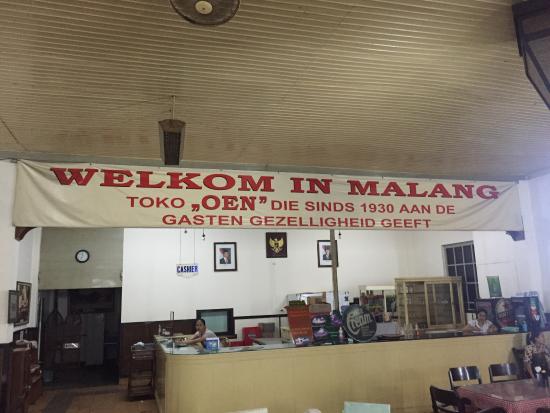 WELKOM IN MALANG
TOKO „OEN” DIE SINDS 1930 AAN DE
GASTEN GEZELLIGHEID GEEFT
CASHIER